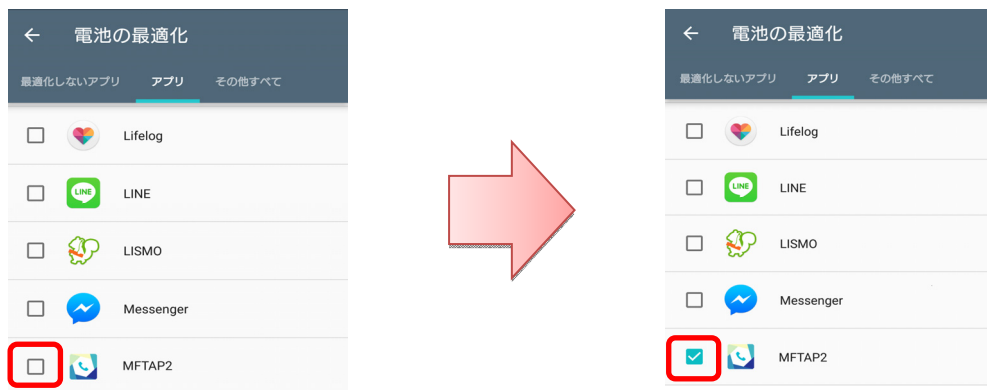 電池の最適化
最適化しないアプリ アプリ その他すべて
Lifelog
LINE
LINE
LISMO
Messenger
MFTAP2
電池の最適化
最適化しないアプリ アプリ その他すべて
Lifelog
LINE
LINE
LISMO
Messenger
MFTAP2